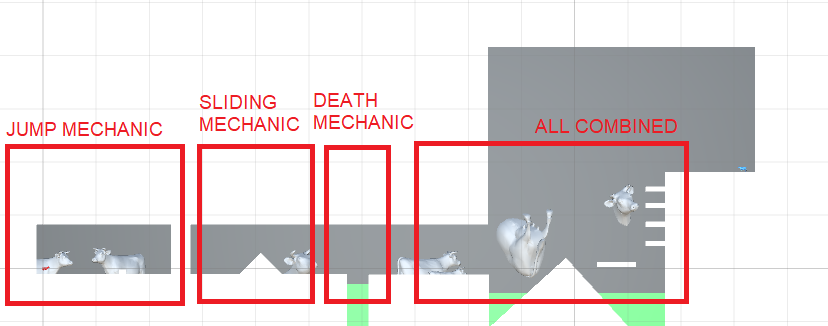 JUMP MECHANIC
SLIDING
MECHANIC
DEATH
MECHANIC
ALL COMBINED